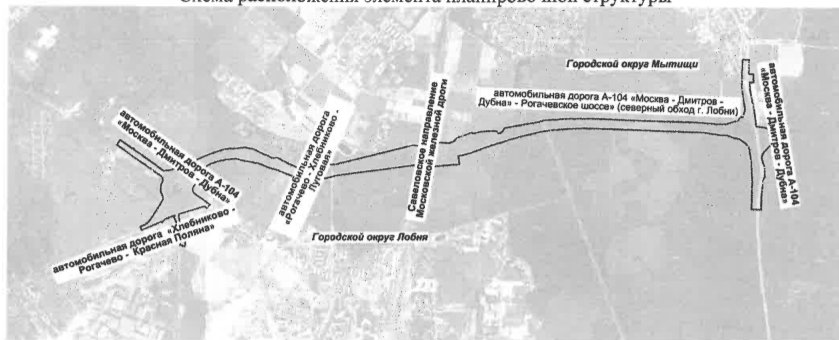 Схема расположения элемента планировочной структуры
Городской округ Мытищи
автомобильная дорога А-104 «Москва - Дмитров -
Дубна» - Рогачевское шоссе» (северный обход г. Лобни)
автомобильная дорога А-104
«Москва - Дмитров - Дубна»
Савеловское направление
Московской железной дроги
автомобильная дорога
«Рогачево - Хлебниково -
Луговая»
автомобильная дорога А-104
«Москва - Дмитров - Дубна»
автомобильная дорога «Хлебниково -
Рогачево - Красная Поляна»
Городской округ Лобня